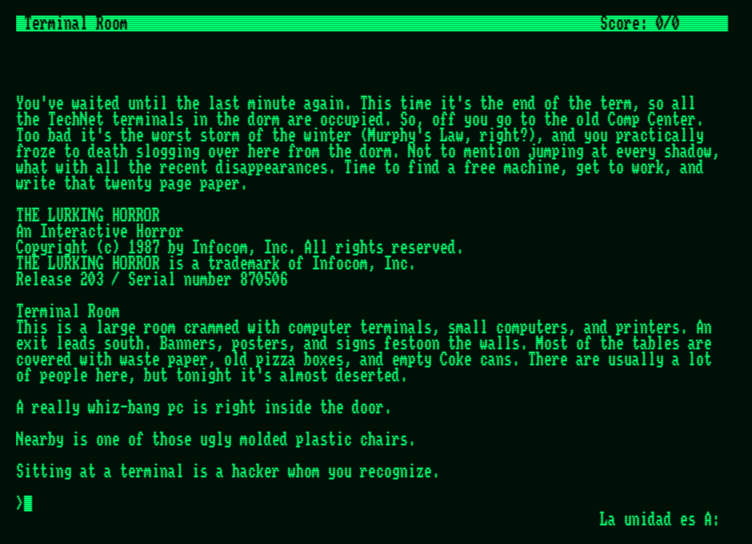 Terminal Room Score: 0/0
You've waited until the last minute again. This time it's the end of the term, so all
the TechNet terminals in the dorm are occupied. So, off you go to the old Comp Center.
Too bad it's the worst storm of the winter (Murphy's Law, right?), and you practically
froze to death slogging over here from the dorm. Not to mention jumping at every shadow,
what with all the recent disappearances. Time to find a free machine, get to work, and
write that twenty page paper.
THE LURKING HORROR
An Interactive Horror
Copyright (c) 1987 by Infocom, Inc. All rights reserved.
THE LURKING HORROR is a trademark of Infocom, Inc.
Release 203 / Serial number 870506
Terminal Room
This is a large room crammed with computer terminals, small computers, and printers. An
exit leads south. Banners, posters, and signs festoon the walls. Most of the tables are
covered with waste paper, old pizza boxes, and empty Coke cans. There are usually a lot
of people here, but tonight it's almost deserted.
A really whiz-bang pc is right inside the door.
Nearby is one of those ugly molded plastic chairs.
Sitting at a terminal is a hacker whom you recognize.
>
La unidad es A: